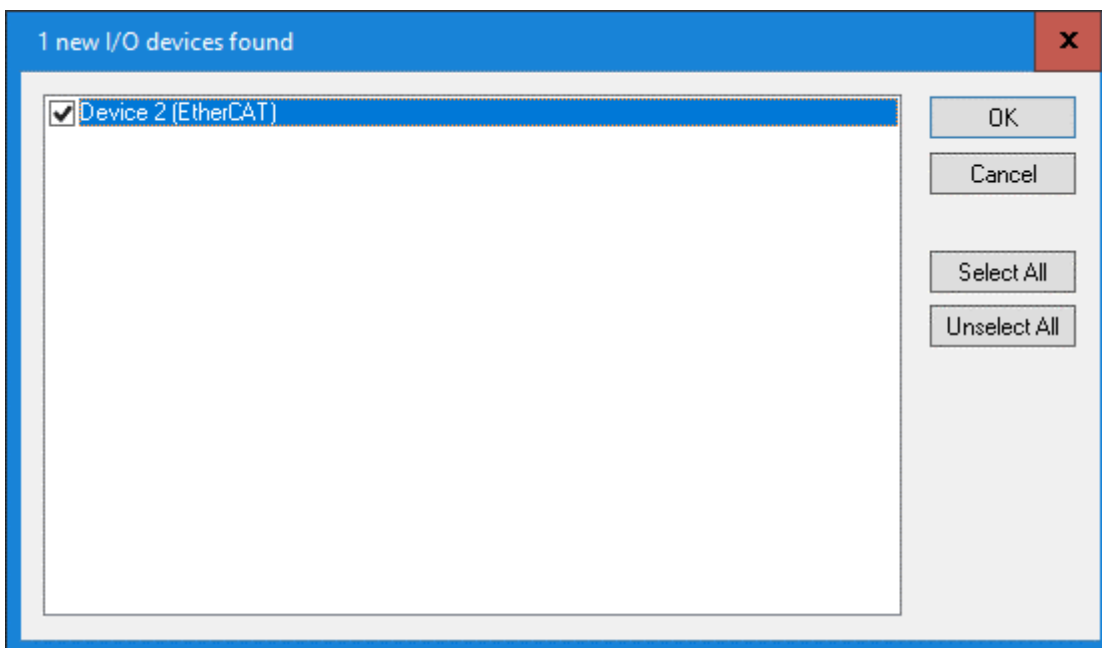 1 new I/O devices found
x
Device 2 (EtherCAT)
OK
Cancel
Select All
Unselect All